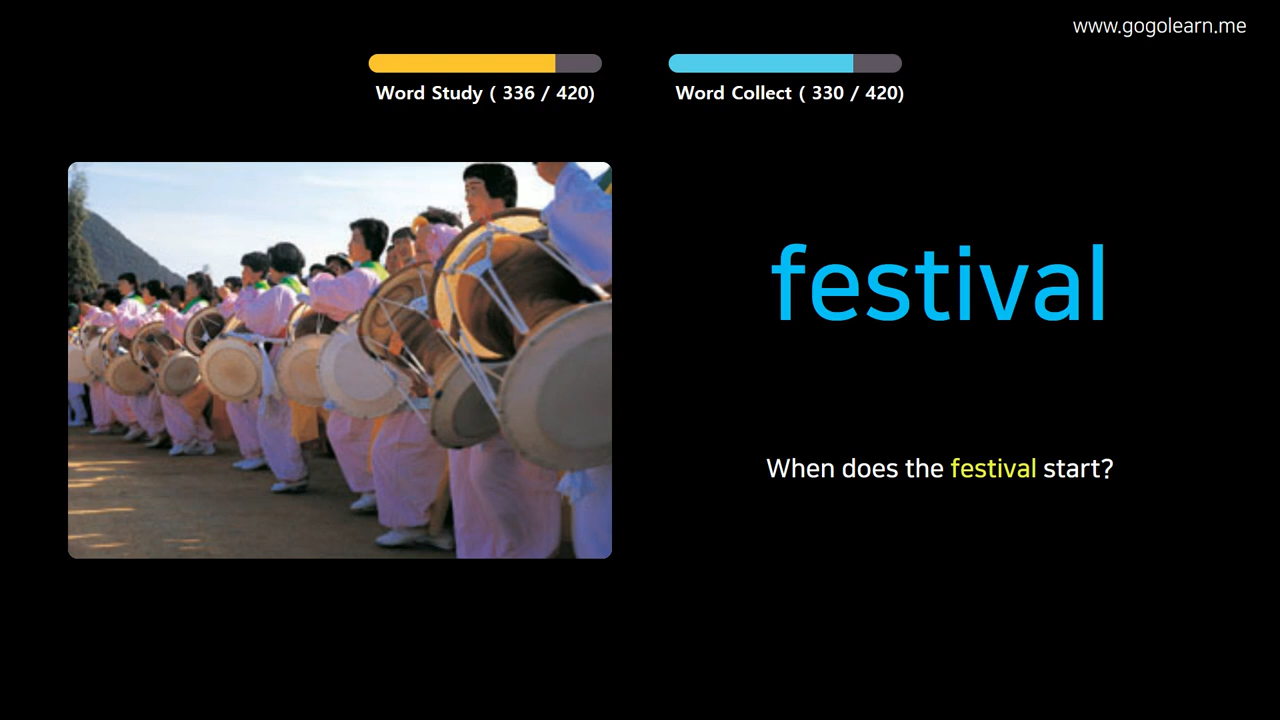 www.gogolearn.me
Word Study ( 336 / 420)
Word Collect ( 330 / 420)
festival
When does the festival start?